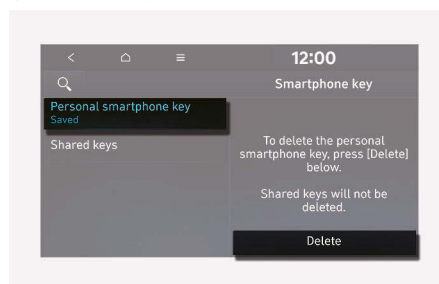 12:00
Smartphone key
Personal smartphone key
Saved
Shared keys
To delete the personal
smartphone key, press [Delete]
below.
Shared keys will not be
deleted.
Delete